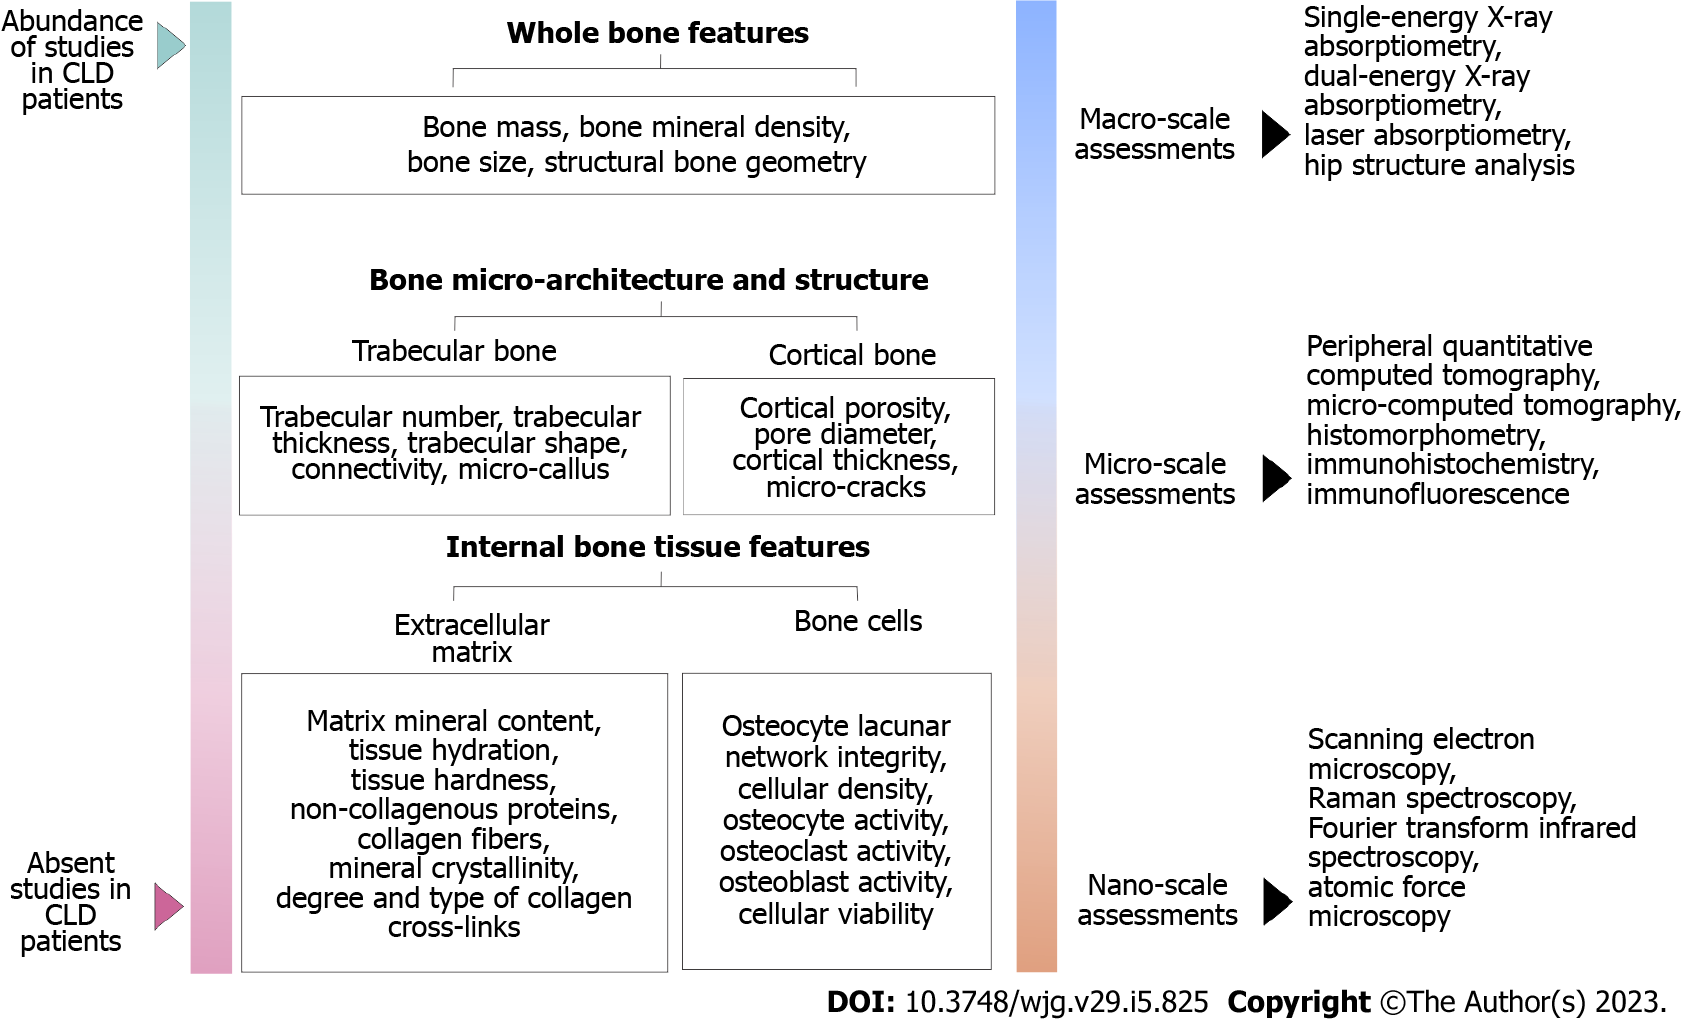 Abundance
of studies
in CLD
patients
Whole bone features
Bone mass, bone mineral density,
bone size, structural bone geometry
Macro-scale
assessments
Single-energy X-ray
absorptiometry,
dual-energy X-ray
absorptiometry,
laser absorptiometry,
hip structure analysis
Bone micro-architecture and structure
Trabecular bone
Trabecular number, trabecular
thickness, trabecular shape,
connectivity, micro-callus
Cortical bone
Cortical porosity,
pore diameter,
cortical thickness,
micro-cracks
Micro-scale
assessments
Peripheral quantitative
computed tomography,
micro-computed tomography,
histomorphometry,
immunohistochemistry,
immunofluorescence
Internal bone tissue features
Extracellular
matrix
Matrix mineral content,
tissue hydration,
tissue hardness,
non-collagenous proteins,
collagen fibers,
mineral crystallinity,
degree and type of collagen
cross-links
Bone cells
Osteocyte lacunar
network integrity,
cellular density,
osteocyte activity,
osteoclast activity,
osteoblast activity,
cellular viability
Absent
studies in
CLD
patients
Nano-scale
assessments
Scanning electron
microscopy,
Raman spectroscopy,
Fourier transform infrared
spectroscopy,
atomic force
microscopy
DOI: 10.3748/wjg.v29.i5.825 Copyright ©The Author(s) 2023.